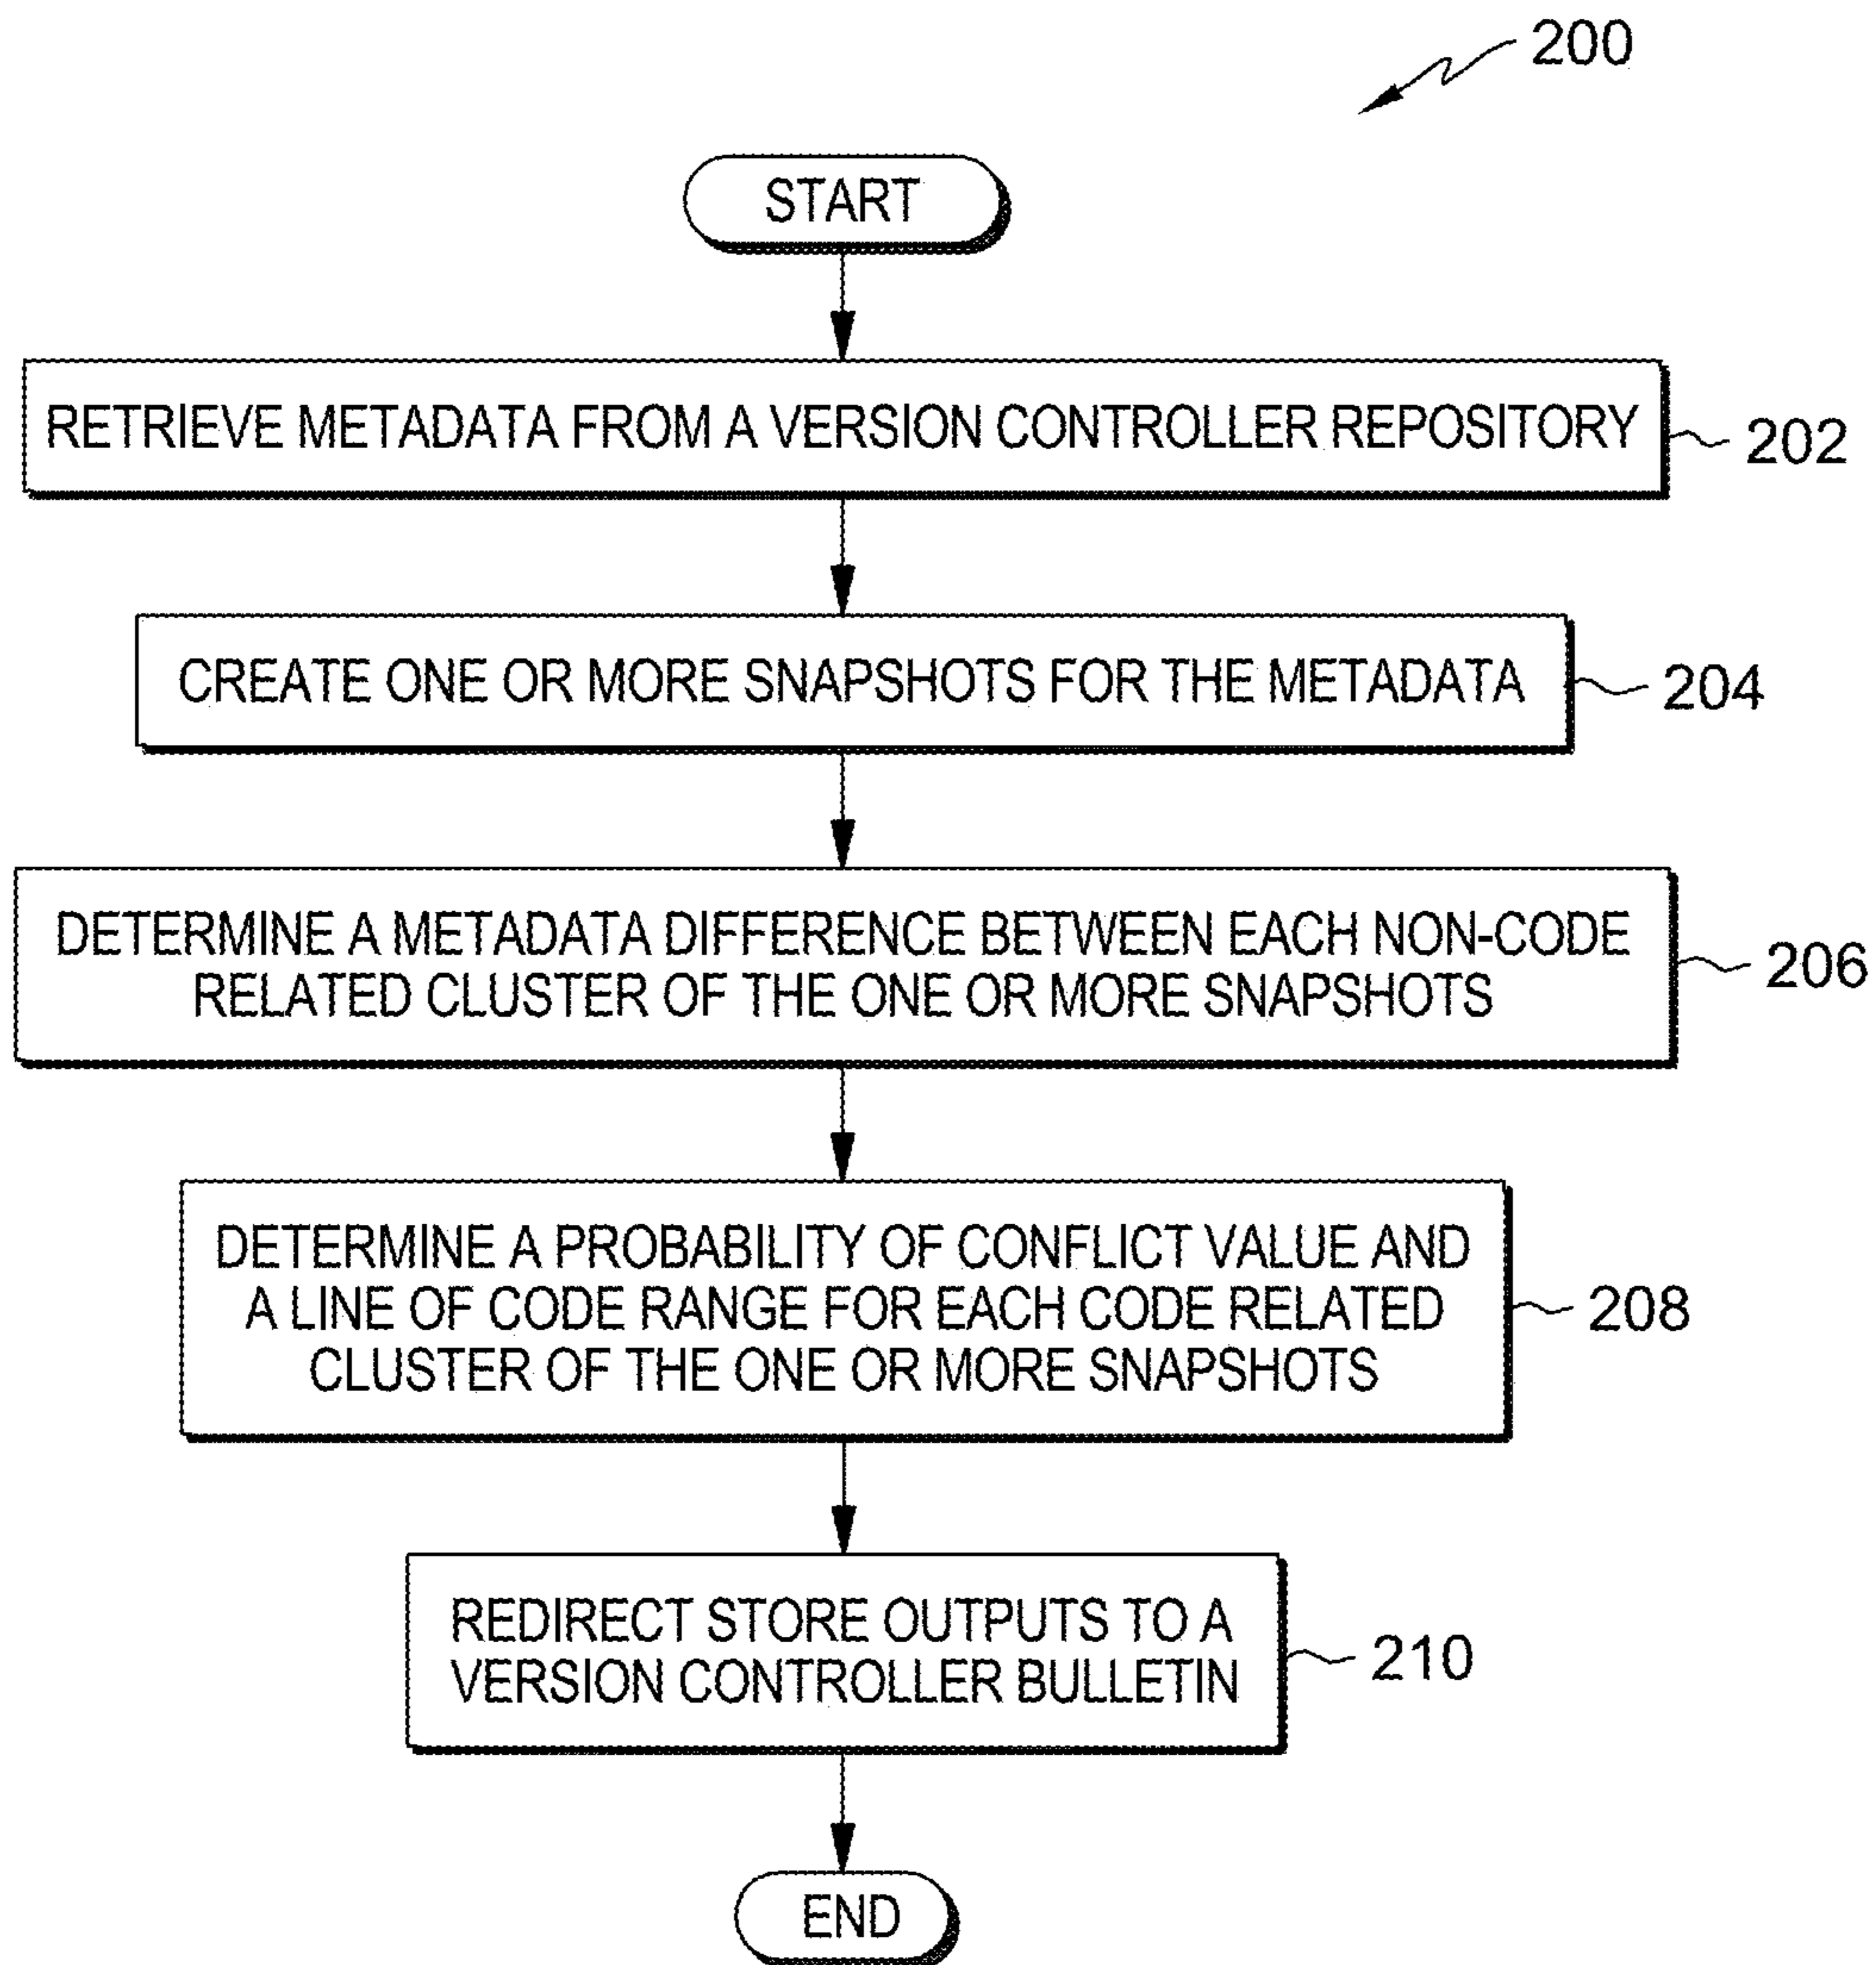 200
START
RETRIEVE METADATA FROM A VERSION CONTROLLER REPOSITORY
202
CREATE ONE OR MORE SNAPSHOTS FOR THE METADATA
204
DETERMINE A METADATA DIFFERENCE BETWEEN EACH NON-CODE
RELATED CLUSTER OF THE ONE OR MORE SNAPSHOTS
206
DETERMINE A PROBABILITY OF CONFLICT VALUE AND
A LINE OF CODE RANGE FOR EACH CODE RELATED
CLUSTER OF THE ONE OR MORE SNAPSHOTS
208
REDIRECT STORE OUTPUTS TO A
VERSION CONTROLLER BULLETIN
210
END